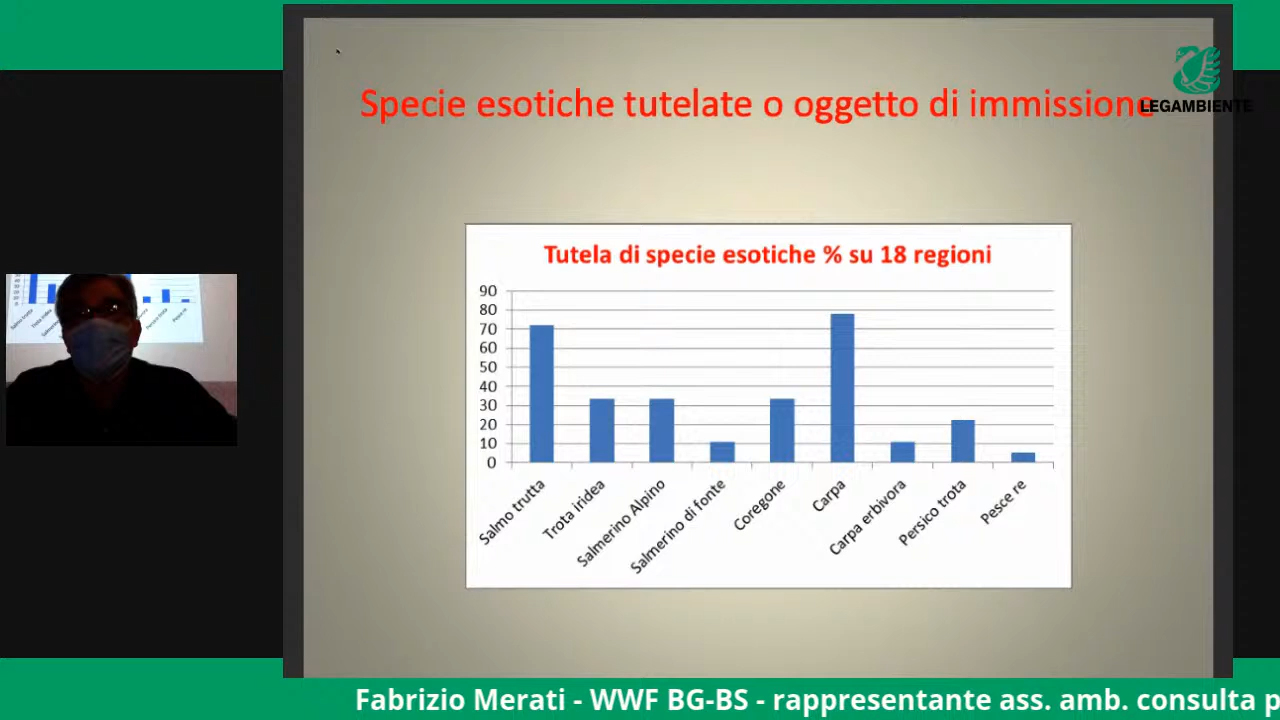 Specie esotiche tutelate o oggetto di immissione
LEGAMBIENTE
Tutela di specie esotiche % su 18 regioni
90
80
70
60
50
40
30
20
10
0
Salmo trutta
Trota iridea
Salmerino Alpino
Salmerino di fonte
Coregone
Carpa
Carpa erbivora
Persico trota
Pesce re
Fabrizio Merati - WWF BG-BS - rappresentante ass. amb. consulta p